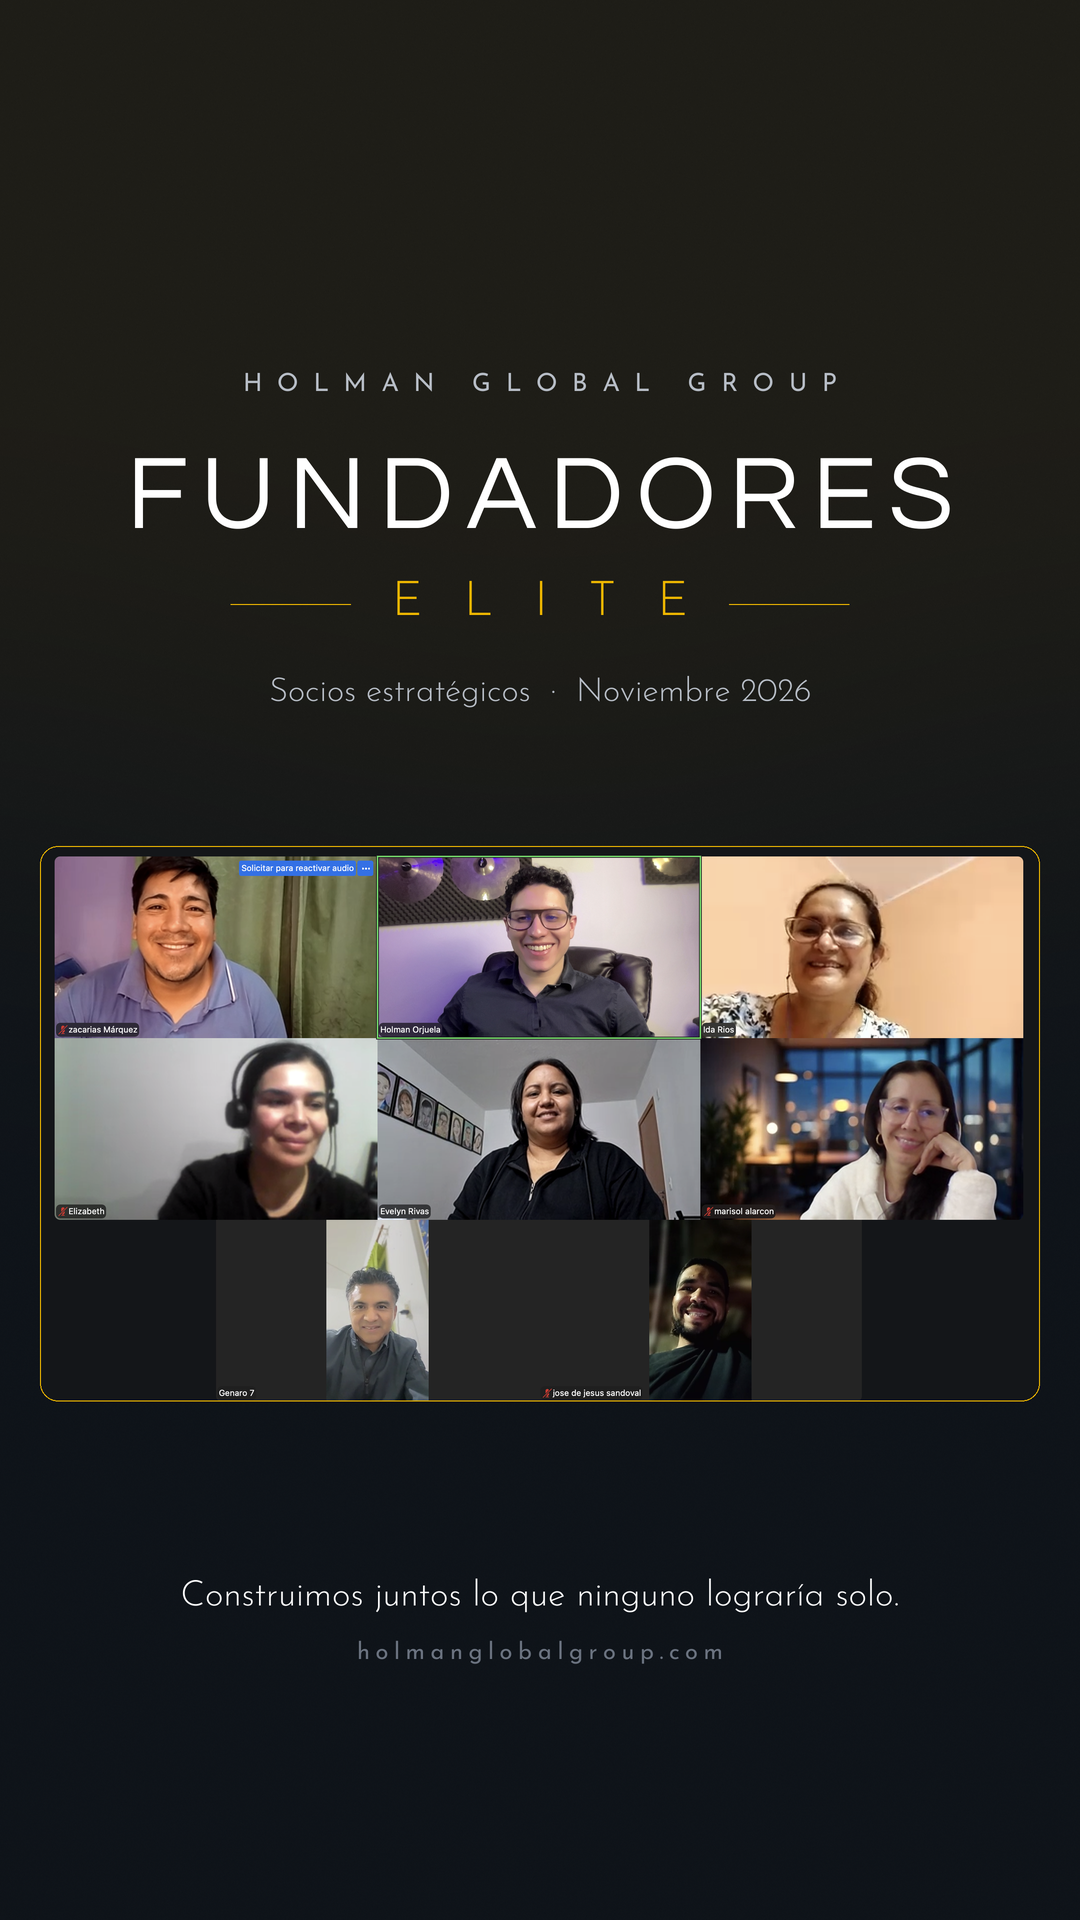 HOLMAN GLOBAL GROUP
FUNDADORES
ELITE
Socios estratégicos · Noviembre 2026
Solicitar para reactivar audio ...
zacarias Márquez
Holman Orjuela
Ida Rios
Elizabeth
Evelyn Rivas
marisol alarcon
Genaro 7
jose de jesus sandoval
Construimos juntos lo que ninguno lograría solo.
holmanglobalgroup.com